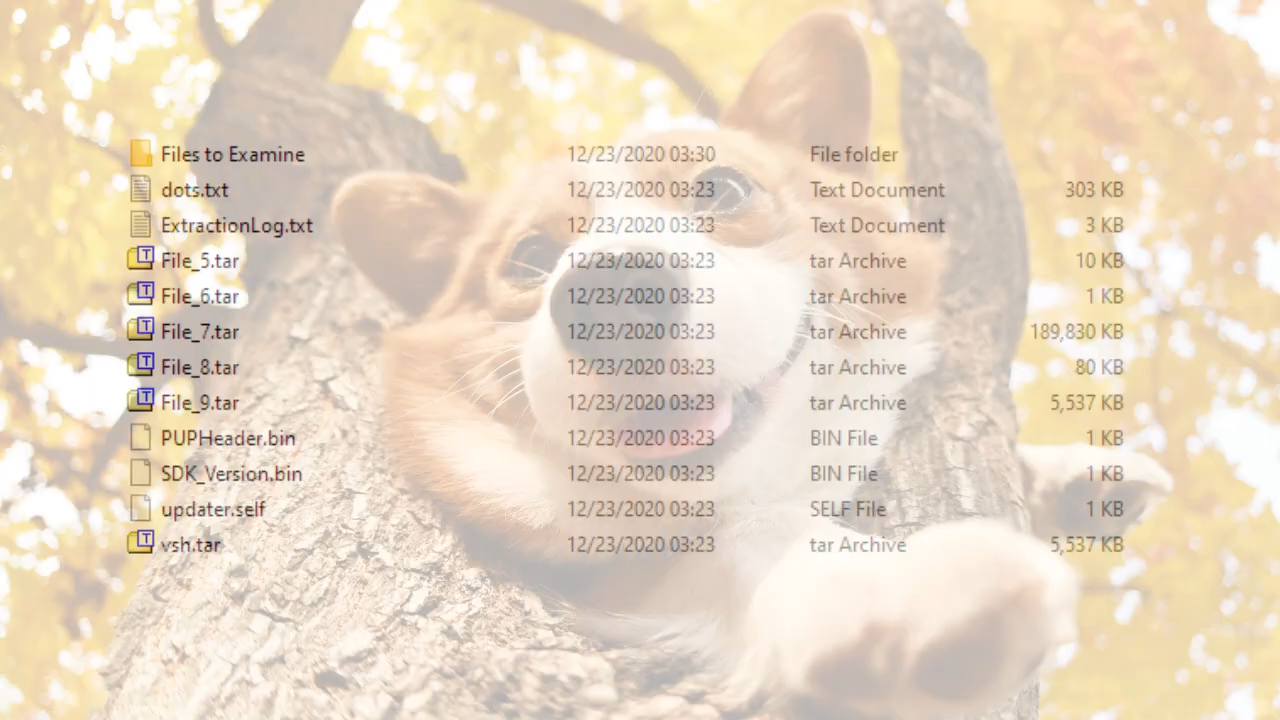 Files to Examine 12/23/2020 03:30 File folder
dots.txt 12/23/2020 03:23 Text Document 303 KB
ExtractionLog.txt 12/23/2020 03:23 Text Document 3 KB
File_5.tar 12/23/2020 03:23 tar Archive 10 KB
File_6.tar 12/23/2020 03:23 tar Archive 1 KB
File_7.tar 12/23/2020 03:23 tar Archive 189,830 KB
File_8.tar 12/23/2020 03:23 tar Archive 80 KB
File_9.tar 12/23/2020 03:23 tar Archive 5,537 KB
PUPHeader.bin 12/23/2020 03:23 BIN File 1 KB
SDK_Version.bin 12/23/2020 03:23 BIN File 1 KB
updater.self 12/23/2020 03:23 SELF File 1 KB
vsh.tar 12/23/2020 03:23 tar Archive 5,537 KB